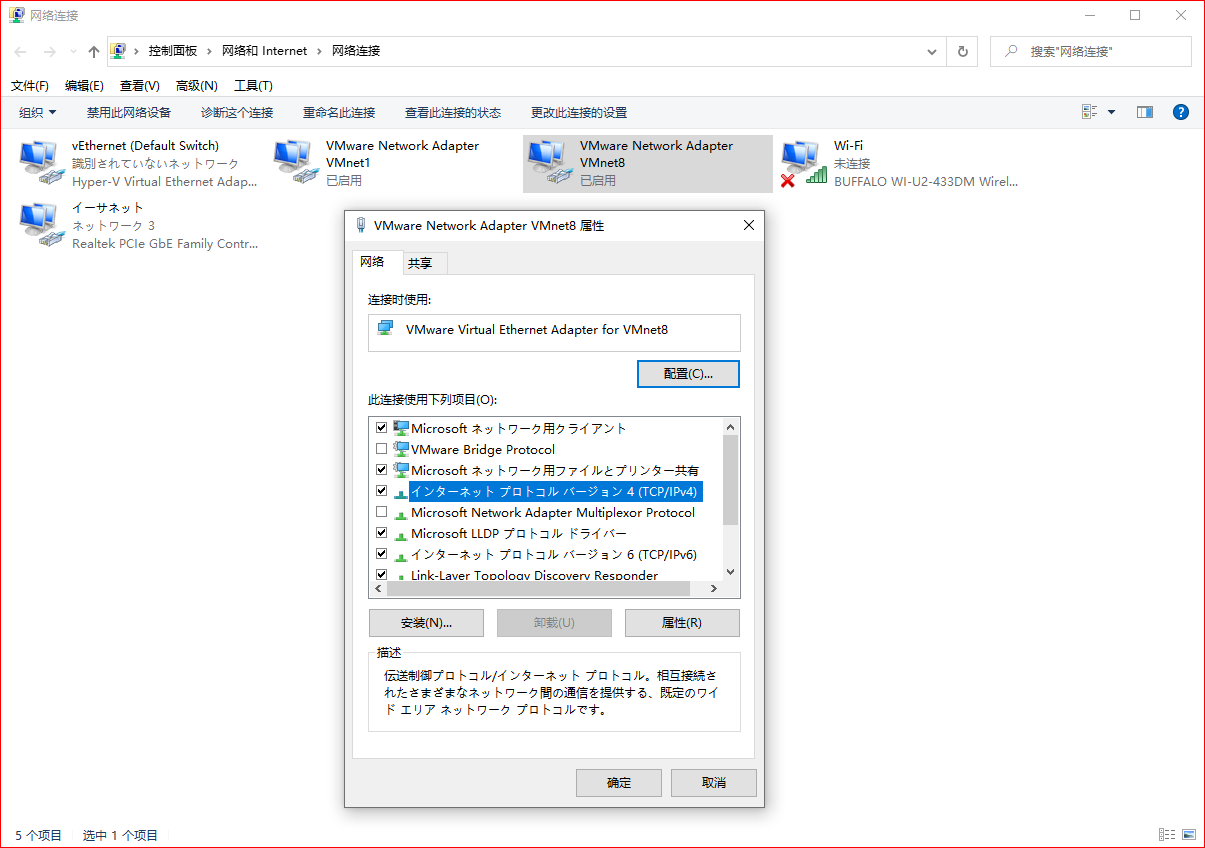 网络连接
控制面板 › 网络和 Internet › 网络连接
搜索"网络连接"
文件(F) 编辑(E) 查看(V) 高级(N) 工具(T)
组织 禁用此网络设备 诊断这个连接 重命名此连接 查看此连接的状态 更改此连接的设置
vEthernet (Default Switch)
識別されていないネットワーク
Hyper-V Virtual Ethernet Adap...
VMware Network Adapter
VMnet1
已启用
VMware Network Adapter
VMnet8
已启用
Wi-Fi
未连接
BUFFALO WI-U2-433DM Wirel...
イーサネット
ネットワーク 3
Realtek PCIe GbE Family Contr...
VMware Network Adapter VMnet8 属性
网络 共享
连接时使用:
VMware Virtual Ethernet Adapter for VMnet8
配置(C)...
此连接使用下列项目(O):
Microsoft ネットワーク用クライアント
VMware Bridge Protocol
Microsoft ネットワーク用ファイルとプリンター共有
インターネット プロトコル バージョン 4 (TCP/IPv4)
Microsoft Network Adapter Multiplexor Protocol
Microsoft LLDP プロトコル ドライバー
インターネット プロトコル バージョン 6 (TCP/IPv6)
Link-Layer Topology Discovery Responder
安装(N)... 卸载(U) 属性(R)
描述
伝送制御プロトコル/インターネット プロトコル。相互接続さ
れたさまざまなネットワーク間の通信を提供する、既定のワイ
ド エリア ネットワーク プロトコルです。
确定 取消
5 个项目 选中 1 个项目